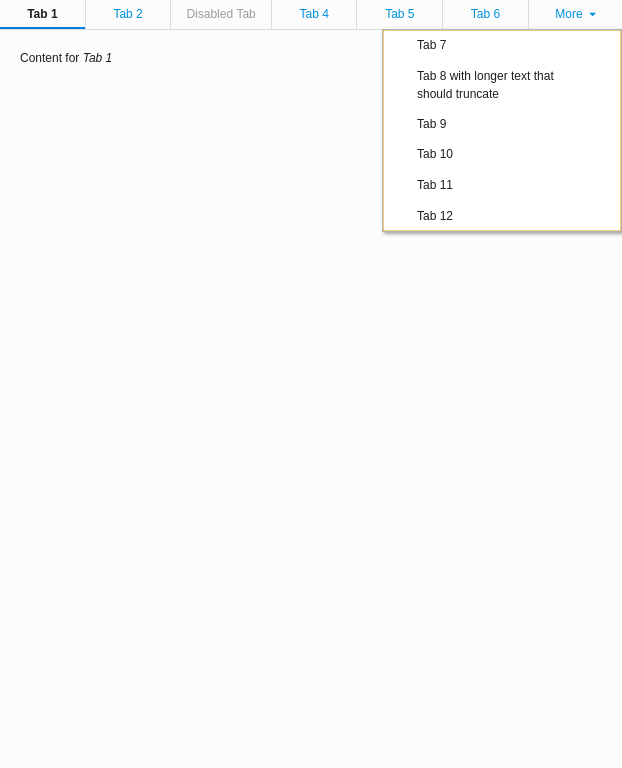 Tab 1 Tab 2 Disabled Tab Tab 4 Tab 5 Tab 6 More
Content for Tab 1
Tab 7
Tab 8 with longer text that
should truncate
Tab 9
Tab 10
Tab 11
Tab 12